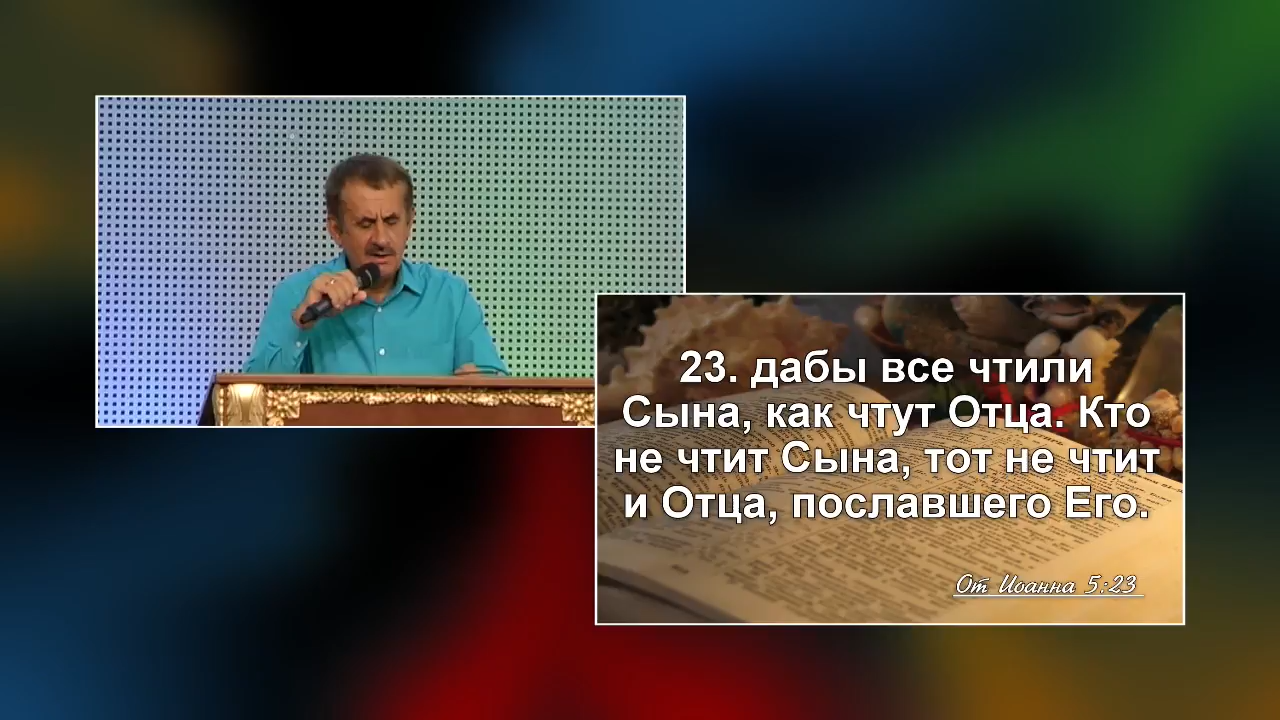 23. дабы все чтили
Сына, как чтут Отца. Кто
не чтит Сына, тот не чтит
и Отца, пославшего Его.
От Иоанна 5:23